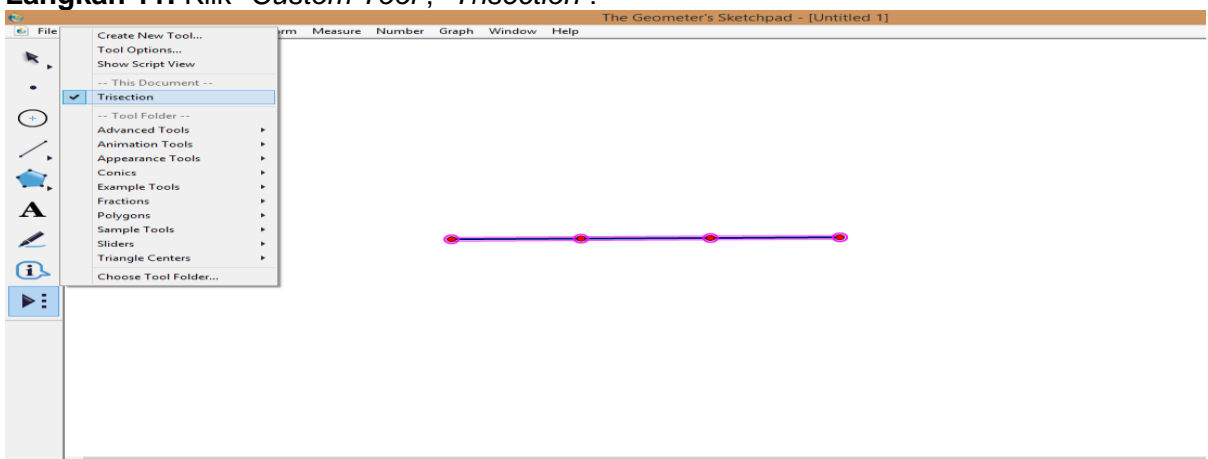 Langkah 11: Klik "Custom Tool", "Trisection".
The Geometer's Sketchpad - [Untitled 1]
File Measure Number Graph Window Help
Create New Tool...
Tool Options...
Show Script View
-- This Document --
Trisection
-- Tool Folder --
Advanced Tools
Animation Tools
Appearance Tools
Conics
Example Tools
Fractions
Polygons
Sample Tools
Sliders
Triangle Centers
Choose Tool Folder...
A